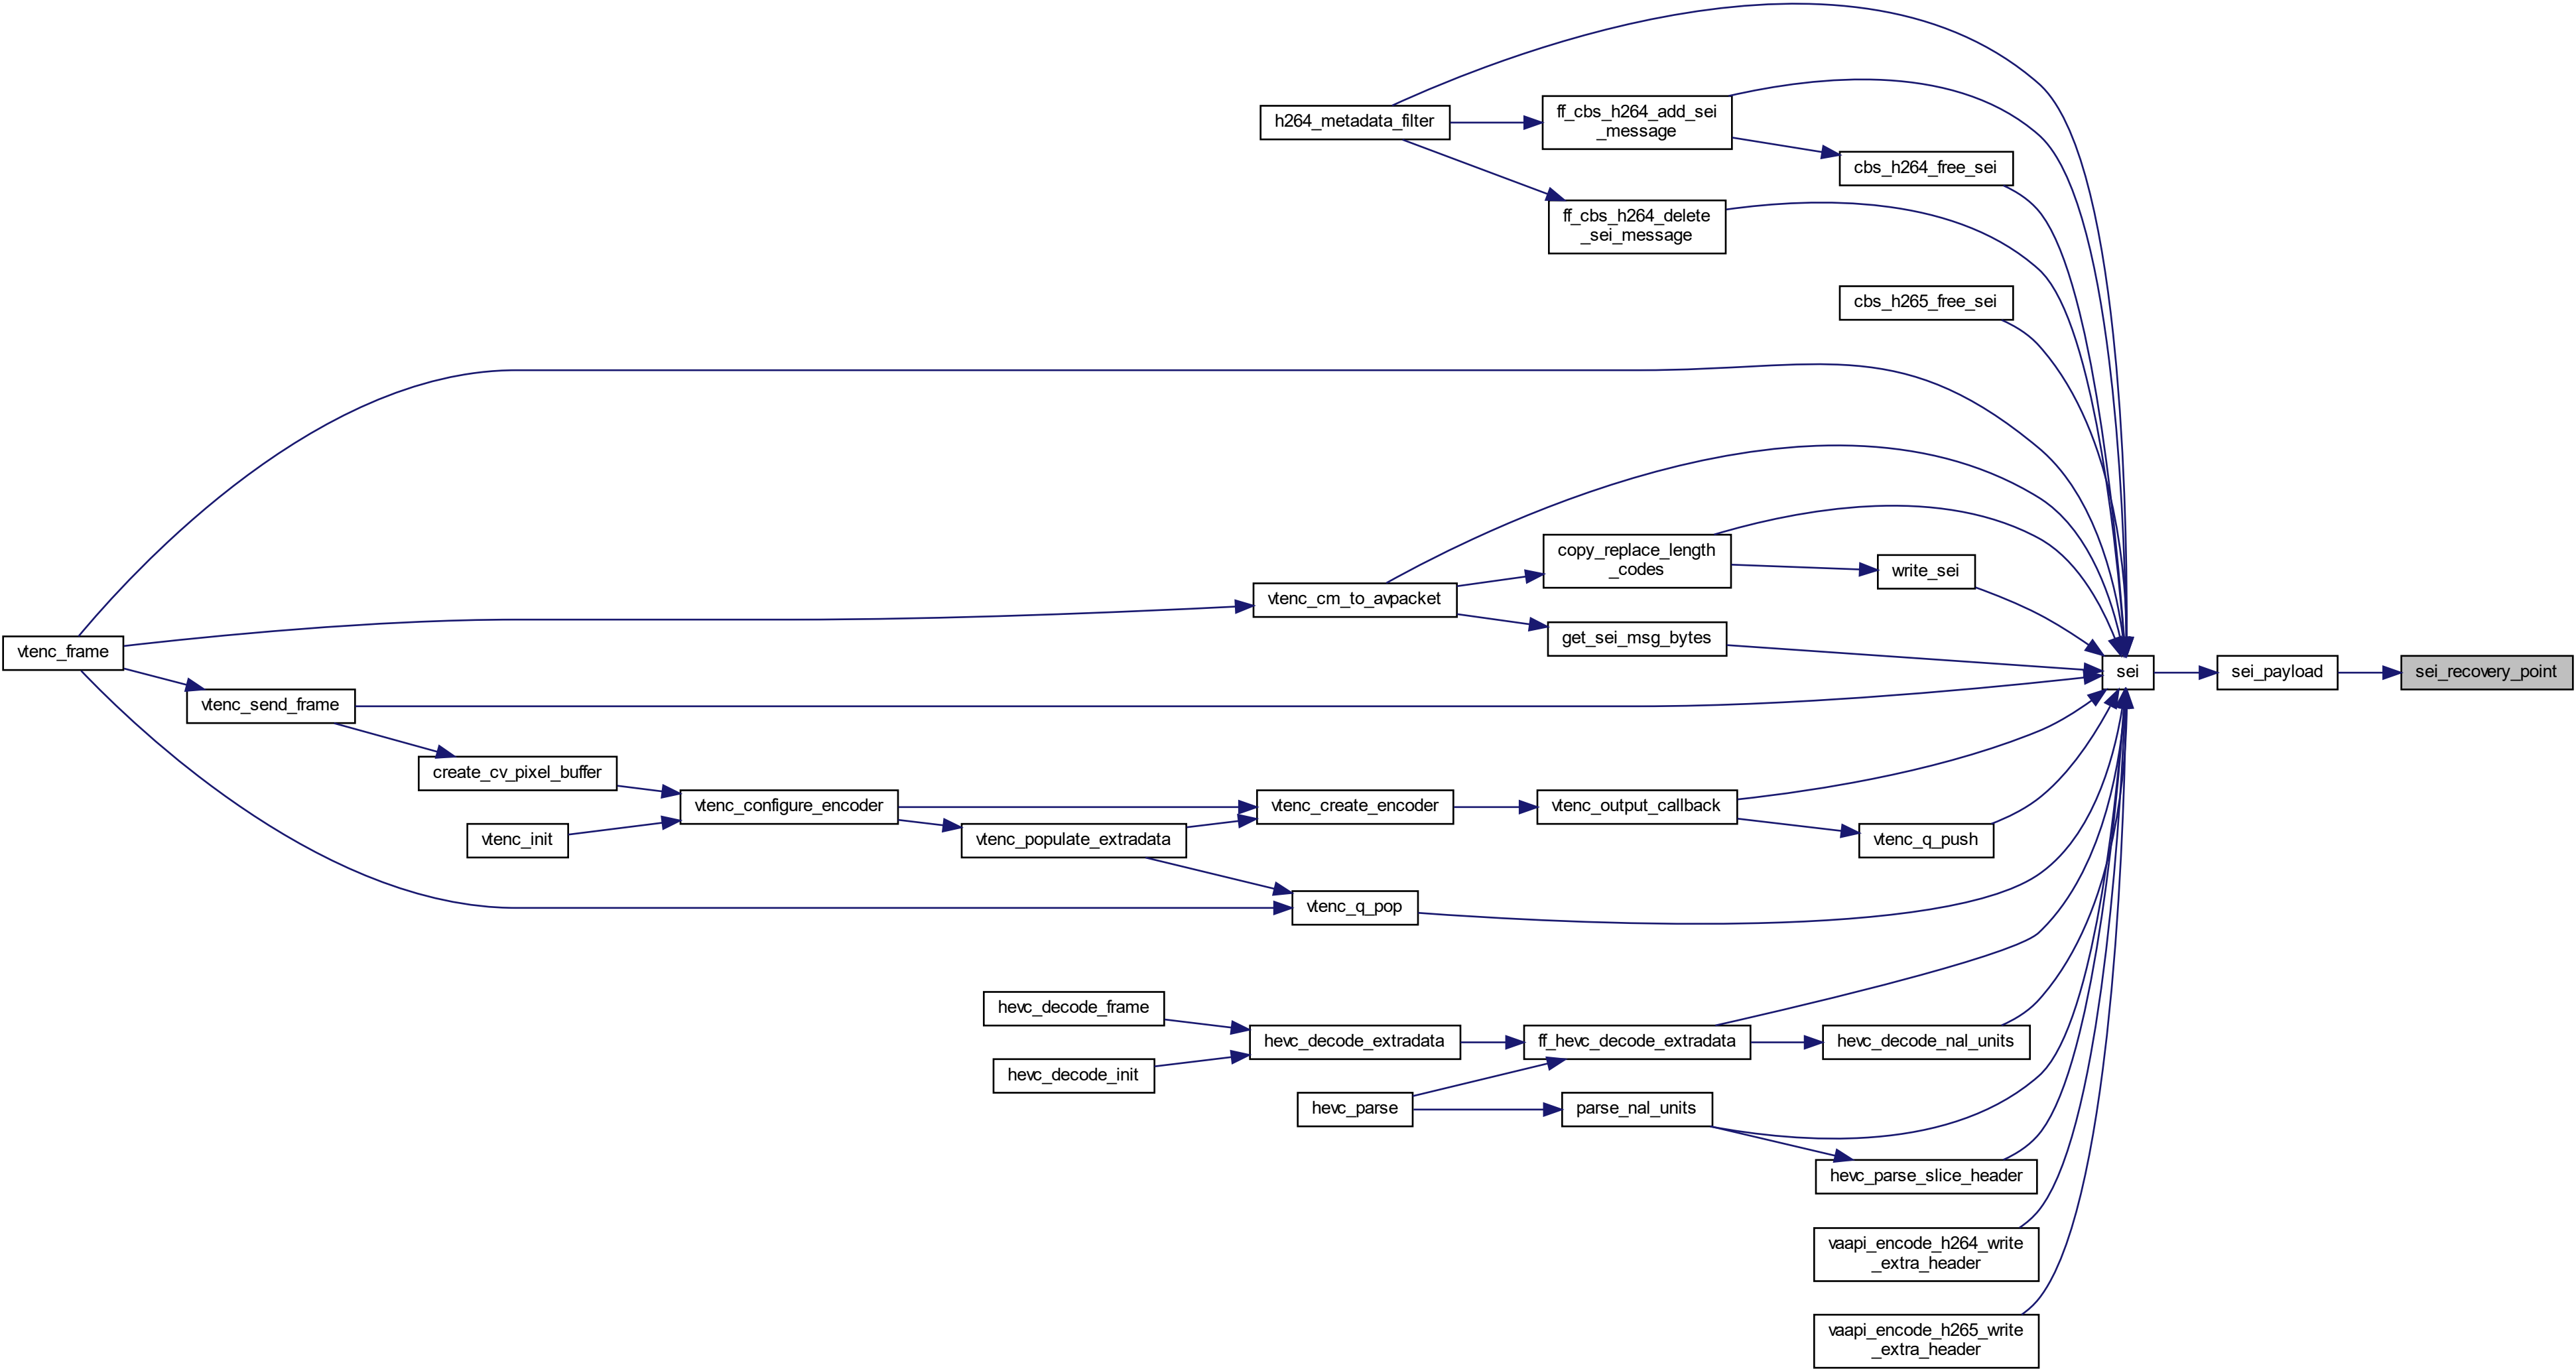 h264_metadata_filter
ff_cbs_h264_add_sei
_message
cbs_h264_free_sei
ff_cbs_h264_delete
_sei_message
cbs_h265_free_sei
copy_replace_length
_codes
write_sei
vtenc_cm_to_avpacket
get_sei_msg_bytes
vtenc_frame
sei
sei_payload
sei_recovery_point
vtenc_send_frame
create_cv_pixel_buffer
vtenc_configure_encoder
vtenc_create_encoder
vtenc_output_callback
vtenc_init
vtenc_populate_extradata
vtenc_q_push
vtenc_q_pop
hevc_decode_frame
hevc_decode_extradata
ff_hevc_decode_extradata
hevc_decode_nal_units
hevc_decode_init
hevc_parse
parse_nal_units
hevc_parse_slice_header
vaapi_encode_h264_write
_extra_header
vaapi_encode_h265_write
_extra_header